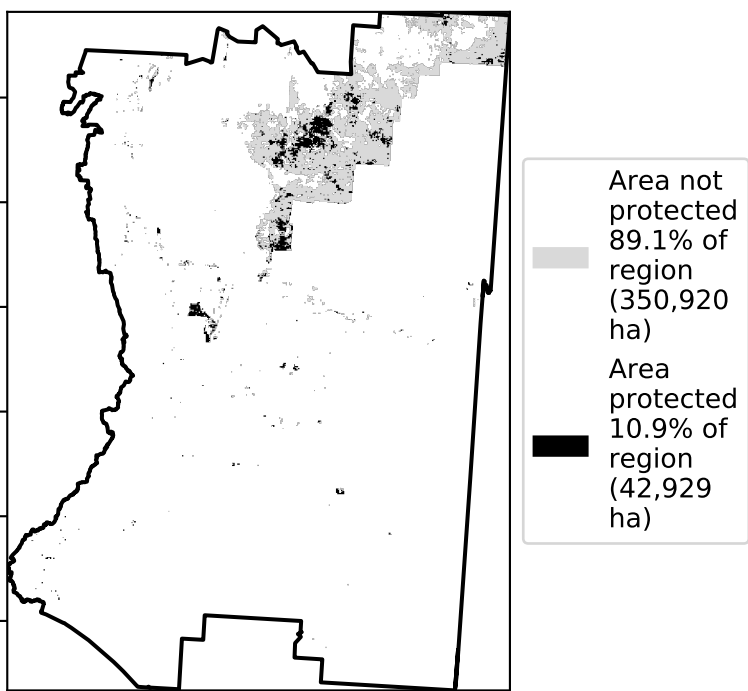 Area not
protected
89.1% of
region
(350,920
ha)
Area
protected
10.9% of
region
(42,929
ha)